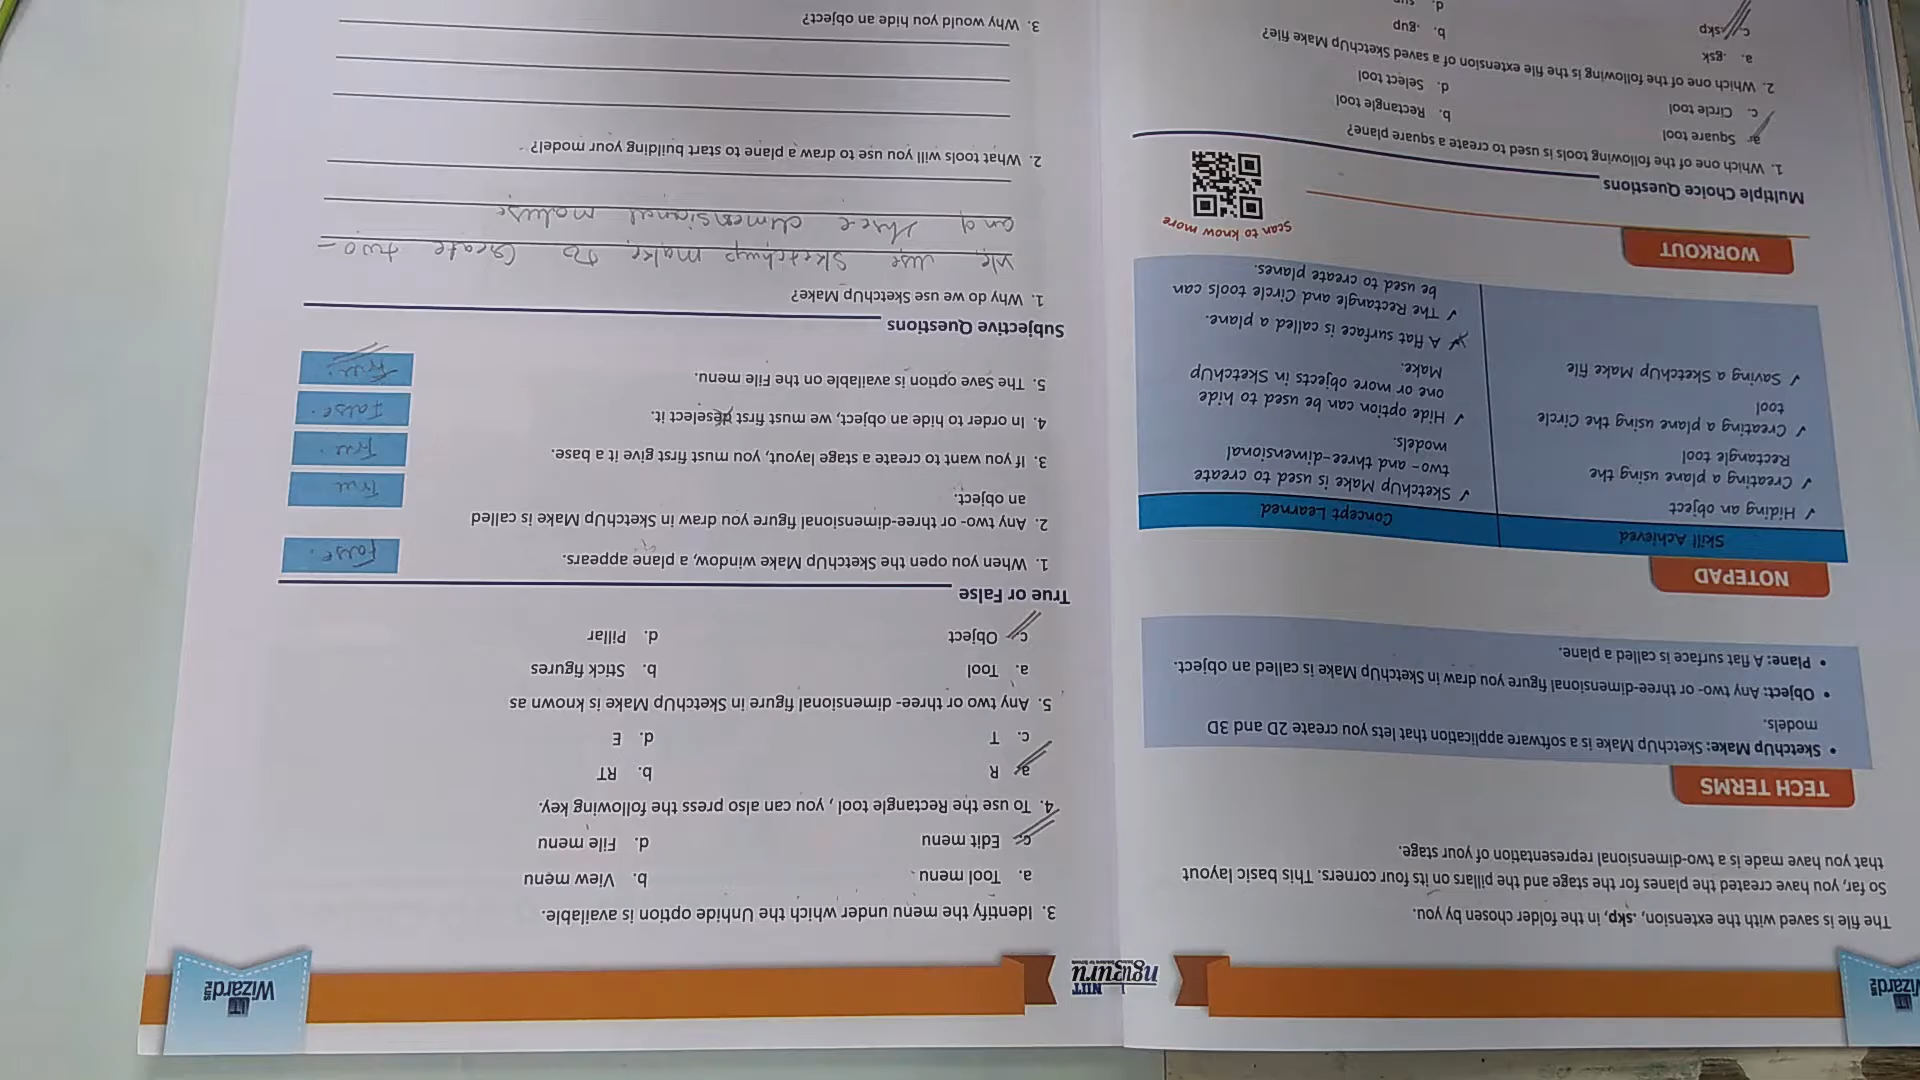 IT Wizard PLUS
NIIT nguru
The file is saved with the extension, .skp, in the folder chosen by you.
So far, you have created the planes for the stage and the pillars on its four corners. This basic layout
that you have made is a two-dimensional representation of your stage.
TECH TERMS
• SketchUp Make: SketchUp Make is a software application that lets you create 2D and 3D
models.
• Object: Any two- or three-dimensional figure you draw in SketchUp Make is called an object.
• Plane: A flat surface is called a plane.
NOTEPAD
Skill Achieved
✓ Hiding an object
✓ Creating a plane using the
Rectangle tool
✓ Creating a plane using the Circle
tool
✓ Saving a SketchUp Make file
Concept Learned
✓ SketchUp Make is used to create
two- and three-dimensional
models.
✓ Hide option can be used to hide
one or more objects in SketchUp
Make.
✓ A flat surface is called a plane.
✓ The Rectangle and Circle tools can
be used to create planes.
WORKOUT
Scan to know more
Multiple Choice Questions
1. Which one of the following tools is used to create a square plane?
a. Square tool b. Rectangle tool
c. Circle tool d. Select tool
2. Which one of the following is the file extension of a saved SketchUp Make file?
a. .gsk b. .gup
c. .skp d.
IT Wizard PLUS
3. Identify the menu under which the Unhide option is available.
a. Tool menu b. View menu
c. Edit menu d. File menu
4. To use the Rectangle tool , you can also press the following key.
a. R b. RT
c. T d. E
5. Any two or three- dimensional figure in SketchUp Make is known as
a. Tool b. Stick figures
c. Object d. Pillar
True or False
1. When you open the SketchUp Make window, a plane appears. False.
2. Any two- or three-dimensional figure you draw in SketchUp Make is called
an object. True
3. If you want to create a stage layout, you must first give it a base. True.
4. In order to hide an object, we must first deselect it. False.
5. The Save option is available on the File menu. True.
Subjective Questions
1. Why do we use SketchUp Make?
We use Sketchup make to Create two-
and three dimensional
2. What tools will you use to draw a plane to start building your model?
3. Why would you hide an object?